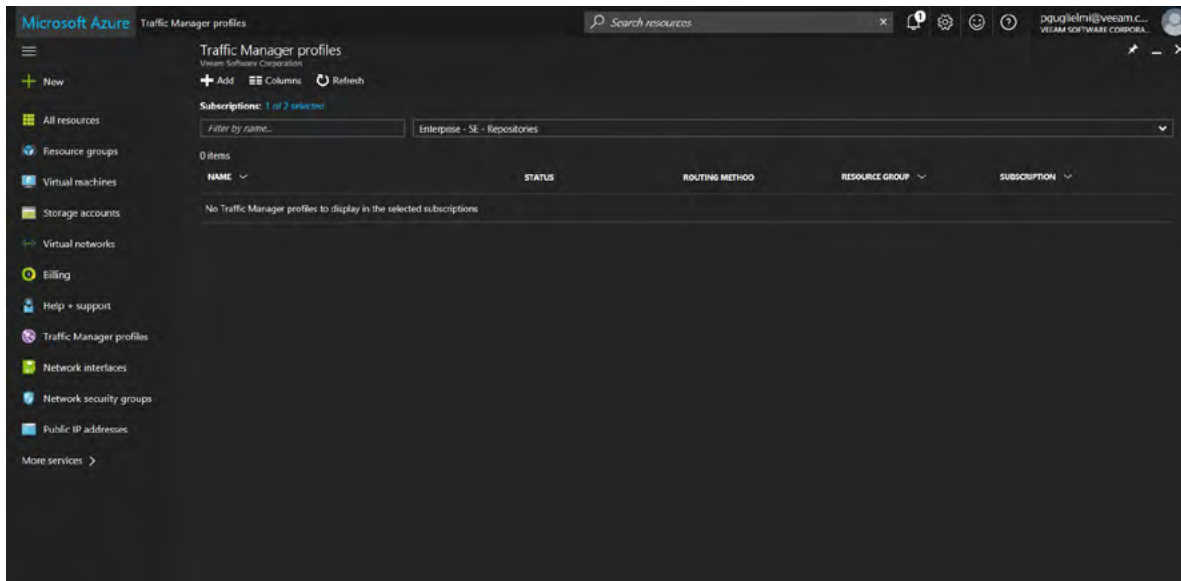 Microsoft Azure Traffic Manager profiles
Search resources
1
pguglielmi@veeam.c...
VEEAM SOFTWARE CORPORA...
Traffic Manager profiles
Veeam Software Corporation
Add Columns Refresh
Subscriptions: 1 of 2 selected
Filter by name...
Enterprise - SE - Repositories
0 items
NAME STATUS ROUTING METHOD RESOURCE GROUP SUBSCRIPTION
No Traffic Manager profiles to display in the selected subscriptions
New
All resources
Resource groups
Virtual machines
Storage accounts
Virtual networks
Billing
Help + support
Traffic Manager profiles
Network interfaces
Network security groups
Public IP addresses
More services